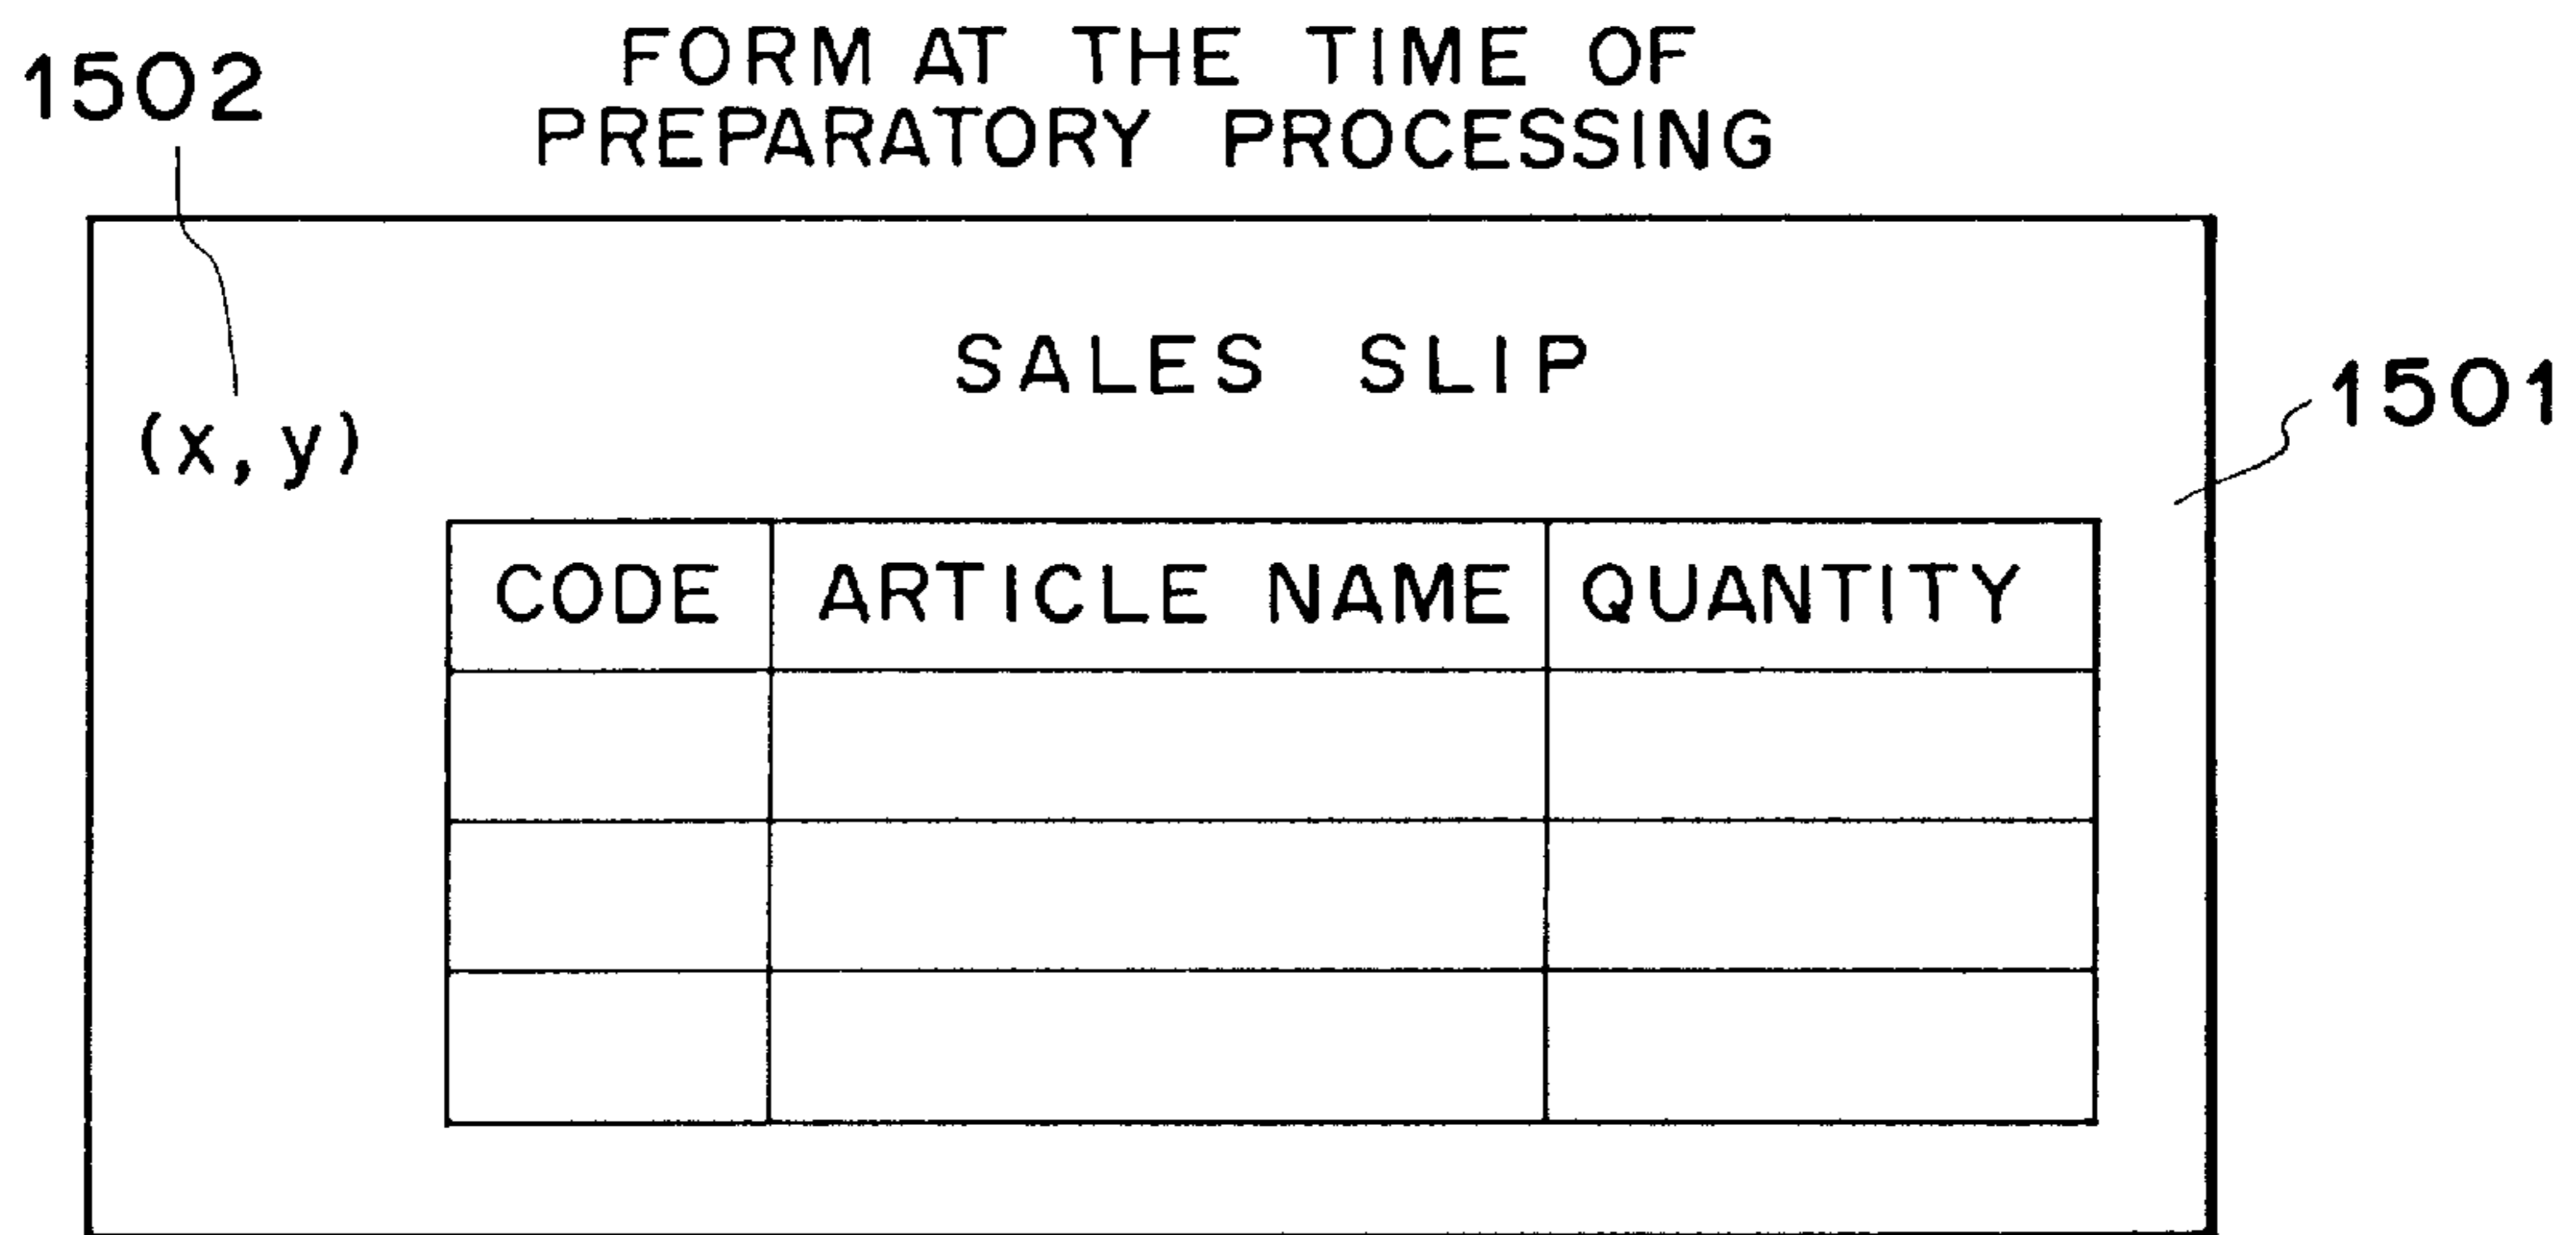 1502
FORM AT THE TIME OF
PREPARATORY PROCESSING
SALES SLIP
1501
(x, y)
CODE ARTICLE NAME QUANTITY